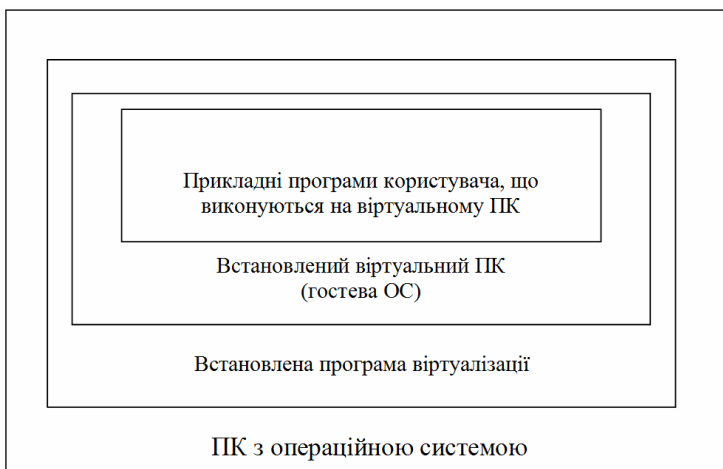 Прикладні програми користувача, що
виконуються на віртуальному ПК
Встановлений віртуальний ПК
(гостева ОС)
Встановлена програма віртуалізації
ПК з операційною системою